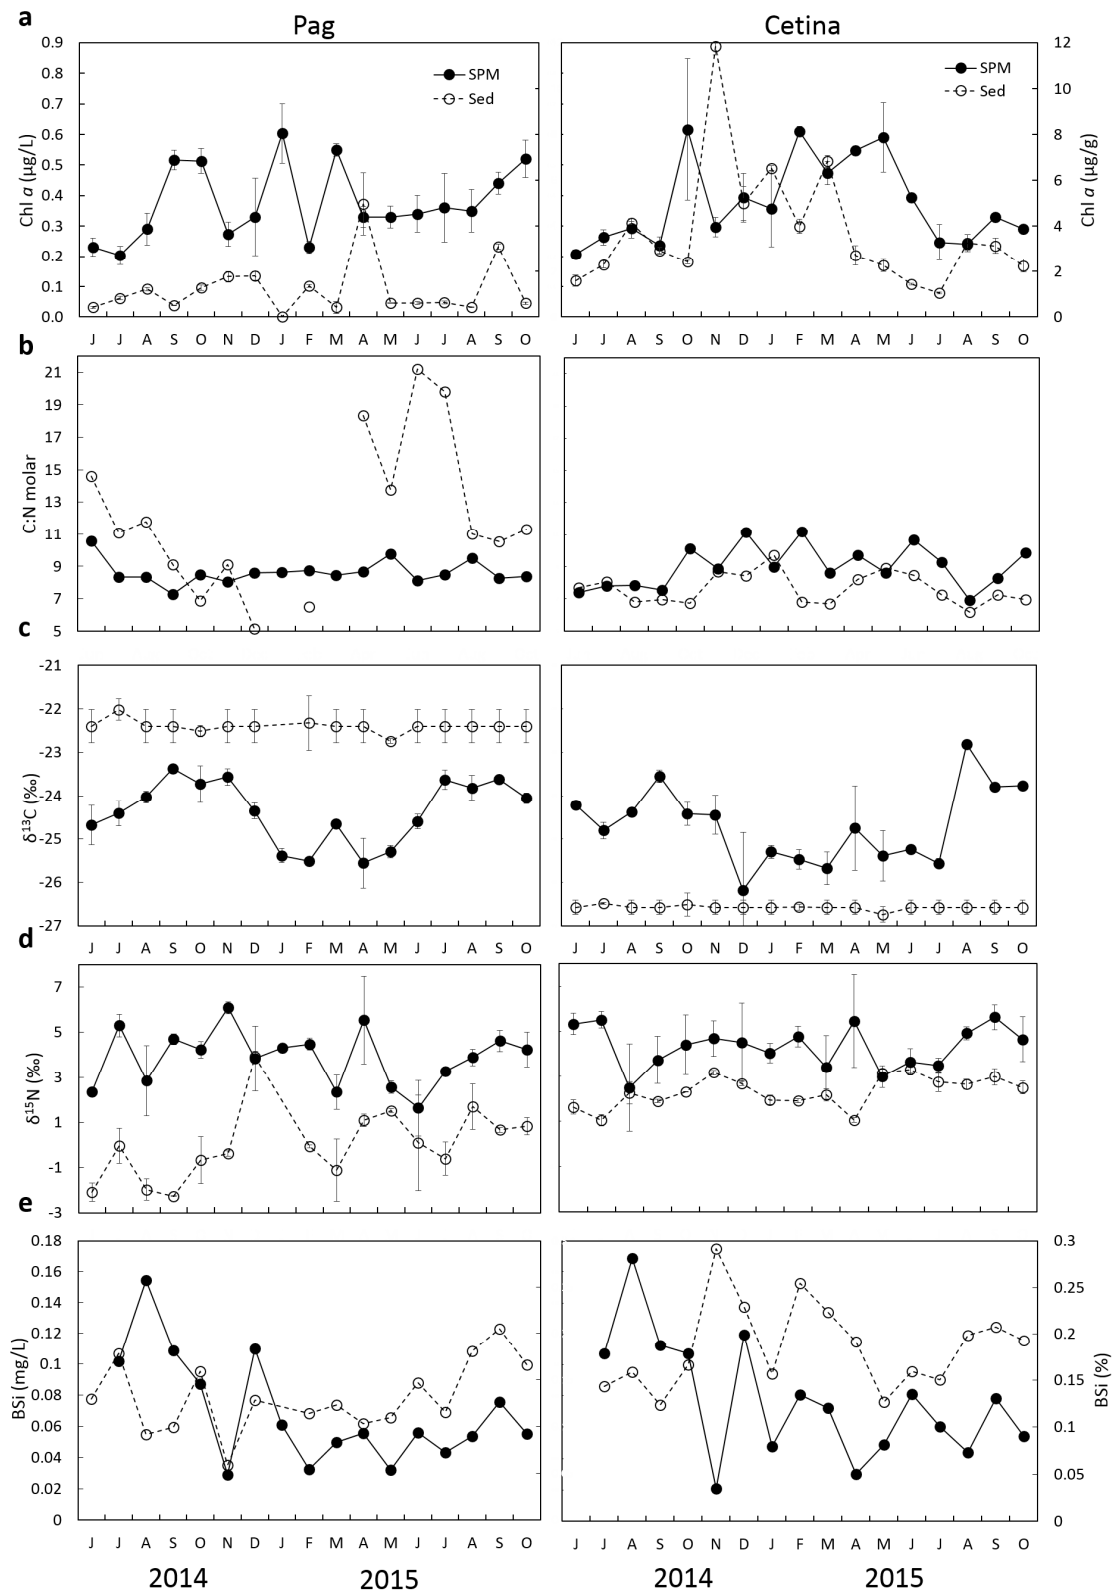 a
Pag
Cetina
0.9
0.8
0.7
0.6
0.5
0.4
0.3
0.2
0.1
0.0
Chl a (µg/L)
SPM
Sed
SPM
Sed
12
10
8
6
4
2
0
Chl a (µg/g)
J J A S O N D J F M A M J J A S O
J J A S O N D J F M A M J J A S O
b
21
19
17
15
13
11
9
7
5
C:N molar
c
-21
-22
-23
-24
-25
-26
-27
δ13C (‰)
J J A S O N D J F M A M J J A S O
J J A S O N D J F M A M J J A S O
d
7
5
3
1
-1
-3
δ15N (‰)
e
0.18
0.16
0.14
0.12
0.1
0.08
0.06
0.04
0.02
0
BSi (mg/L)
0.3
0.25
0.2
0.15
0.1
0.05
0
BSi (%)
J J A S O N D J F M A M J J A S O
J J A S O N D J F M A M J J A S O
2014 2015
2014 2015